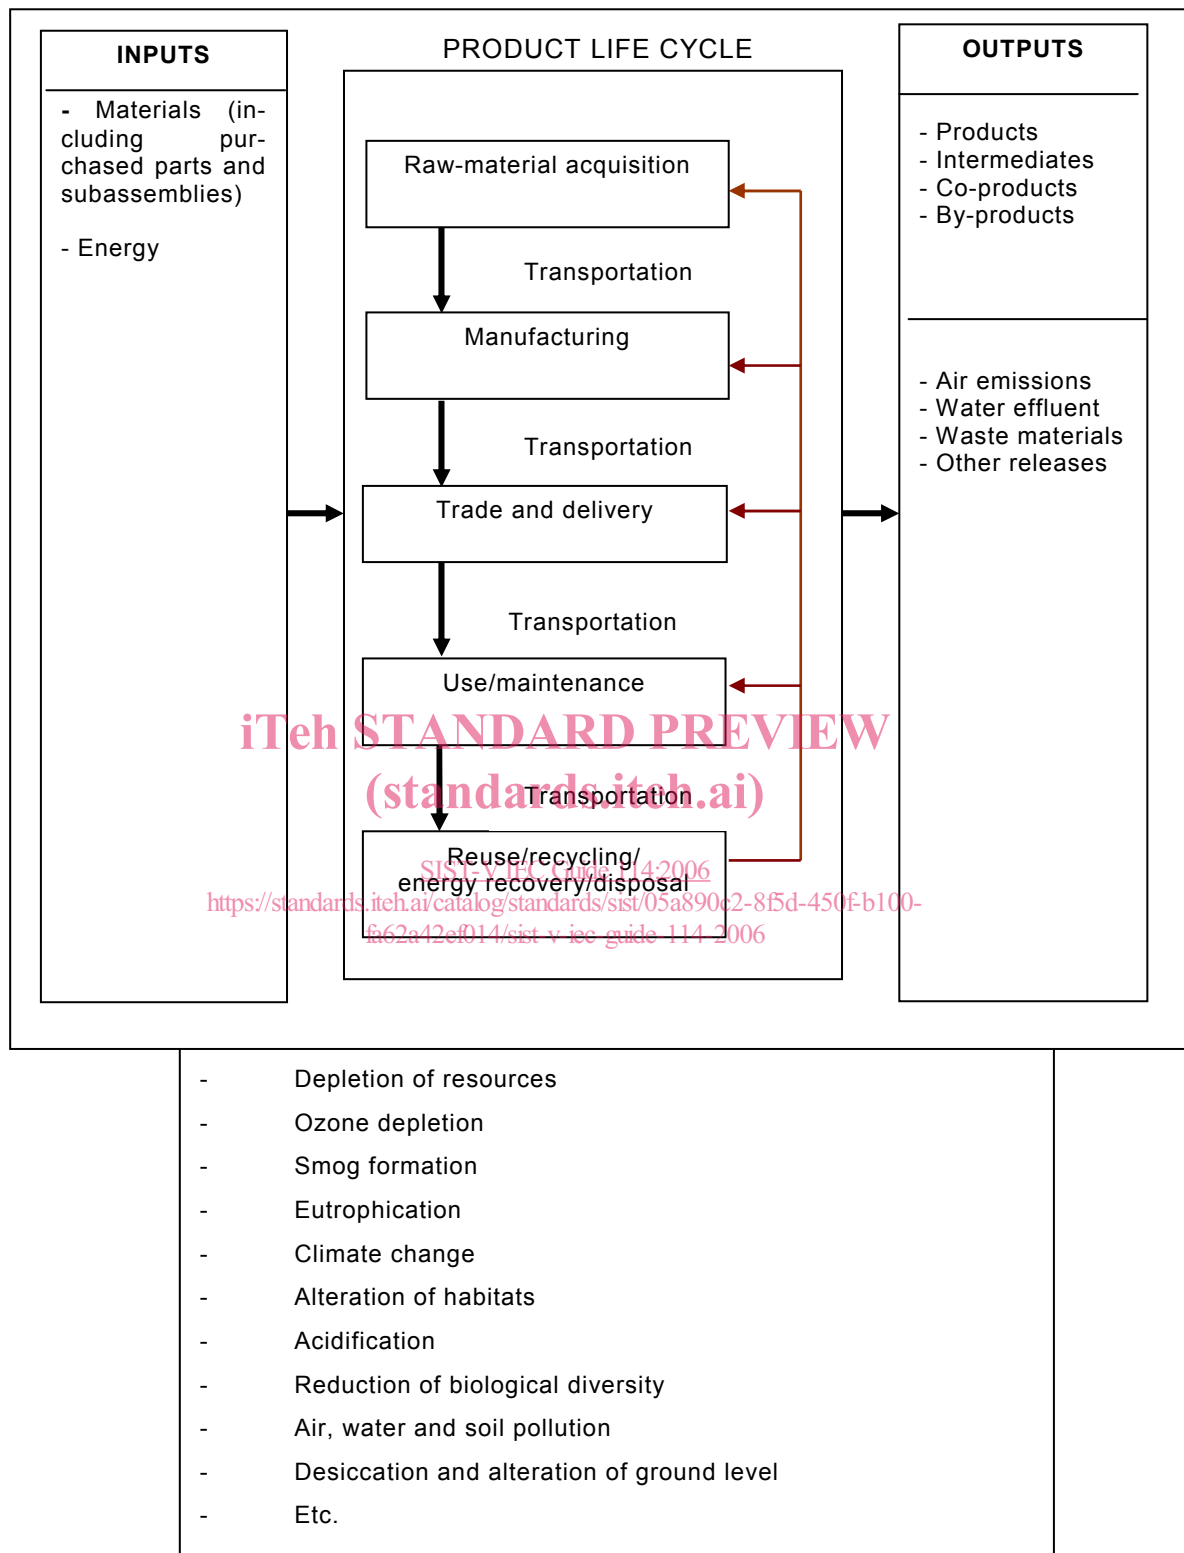 INPUTS
- Materials (in-
cluding pur-
chased parts and
subassemblies)
- Energy
PRODUCT LIFE CYCLE
Raw-material acquisition
Transportation
Manufacturing
Transportation
Trade and delivery
Transportation
Use/maintenance
Transportation
Reuse/recycling/
energy recovery/disposal
OUTPUTS
- Products
- Intermediates
- Co-products
- By-products
- Air emissions
- Water effluent
- Waste materials
- Other releases
iTeh STANDARD PREVIEW
(standards.iteh.ai)
SIST-V IEC Guide 114:2006
https://standards.iteh.ai/catalog/standards/sist/05a890c2-8f5d-450f-b100-
fa62a42ef014/sist-v-iec-guide-114-2006
- Depletion of resources
- Ozone depletion
- Smog formation
- Eutrophication
- Climate change
- Alteration of habitats
- Acidification
- Reduction of biological diversity
- Air, water and soil pollution
- Desiccation and alteration of ground level
- Etc.